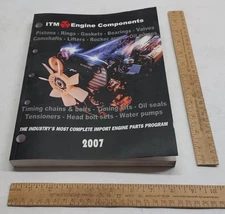 ITM Engine Components
Pistons - Rings - Gaskets - Bearings - Valves
Camshafts - Lifters - Rocker
Timing chains & belts - Timing kits - Oil seals
Tensioners - Head bolt sets - Water pumps
THE INDUSTRY'S MOST COMPLETE IMPORT ENGINE PARTS PROGRAM
2007